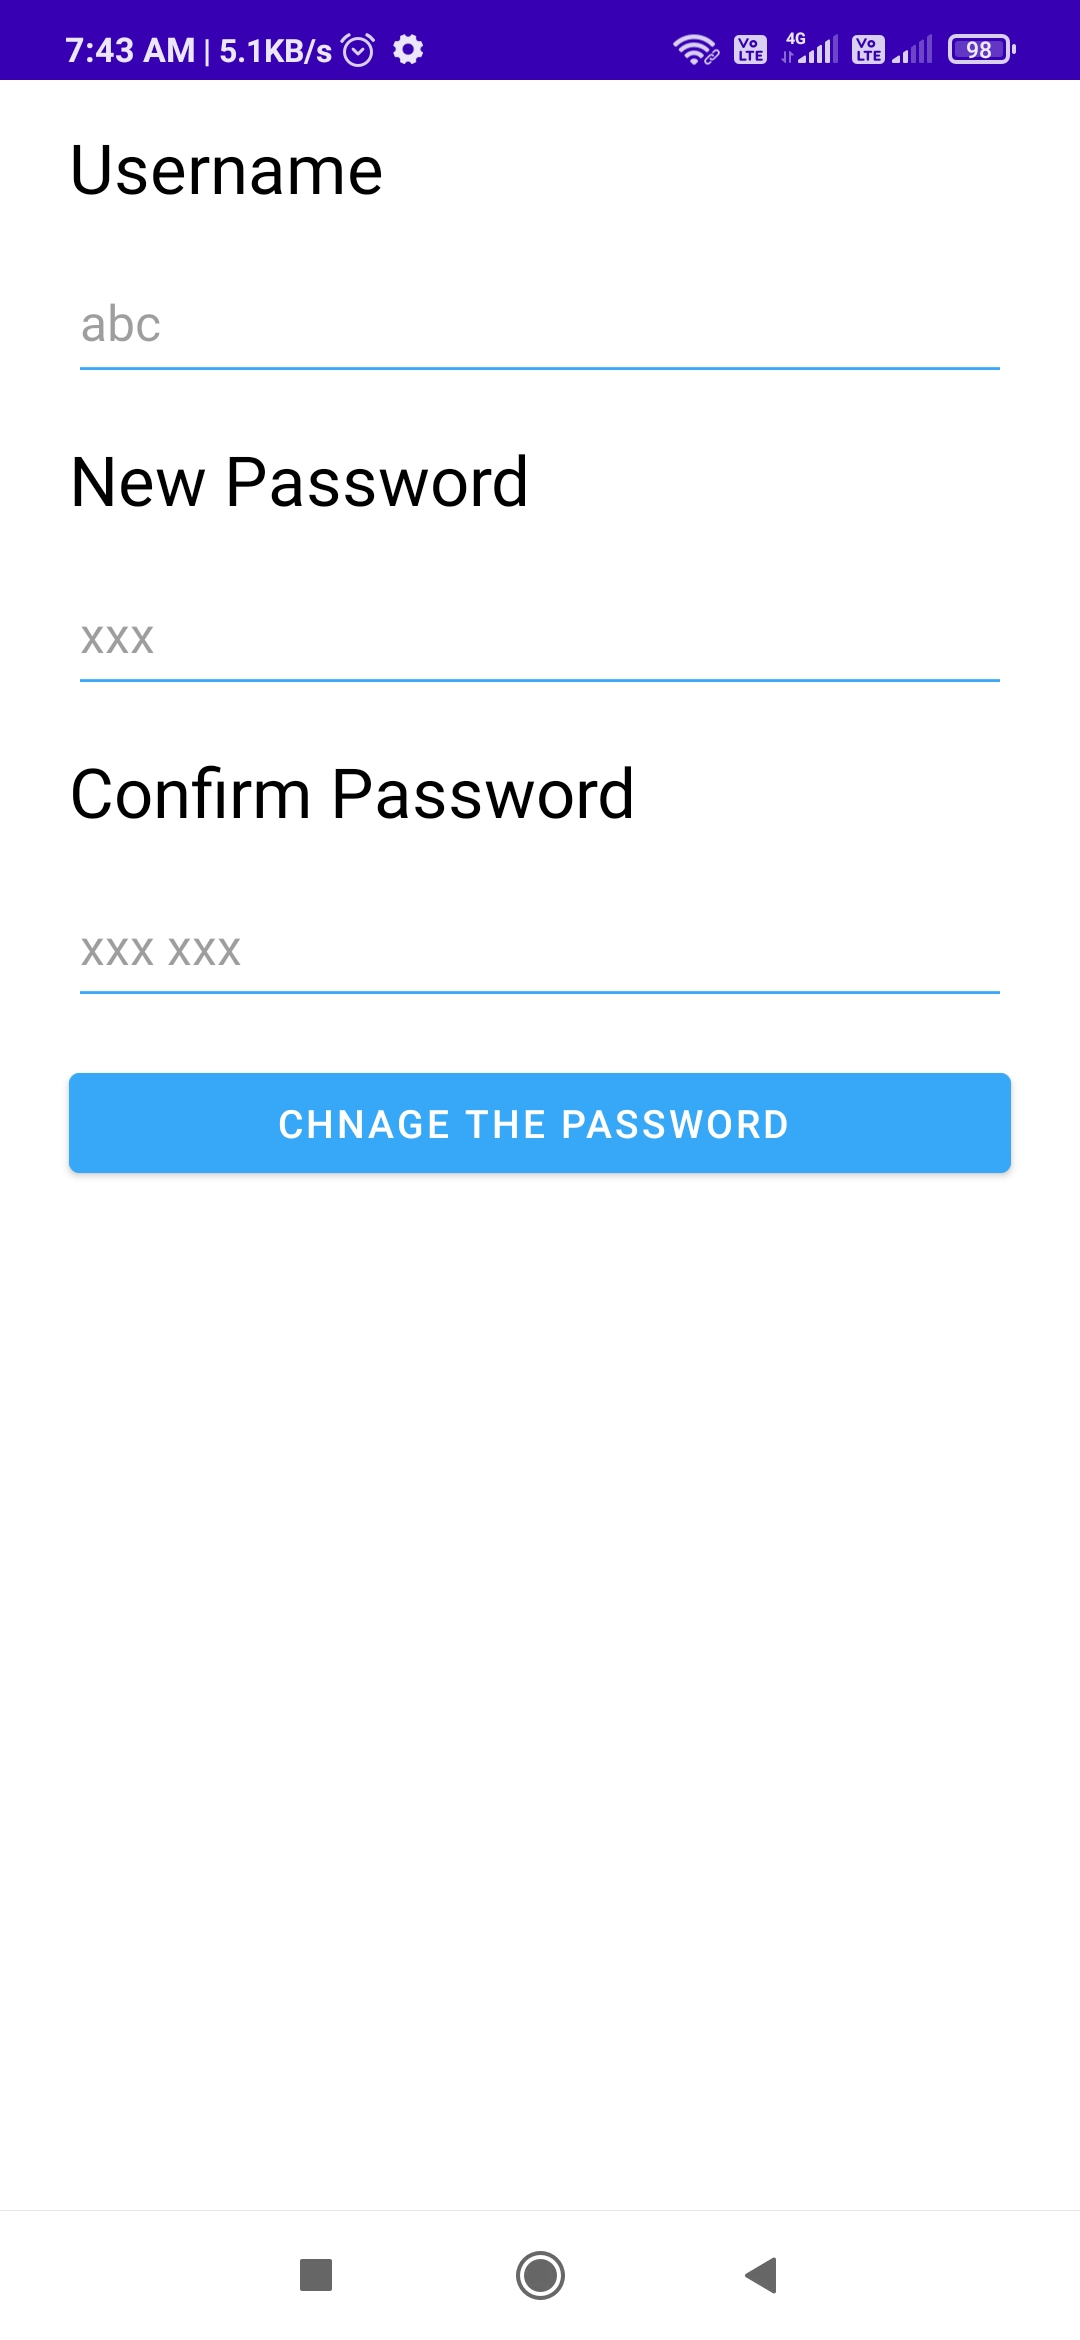 7:43 AM | 5.1KB/s Vo LTE 4G Vo LTE 98
Username
abc
New Password
xxx
Confirm Password
xxx xxx
CHNAGE THE PASSWORD